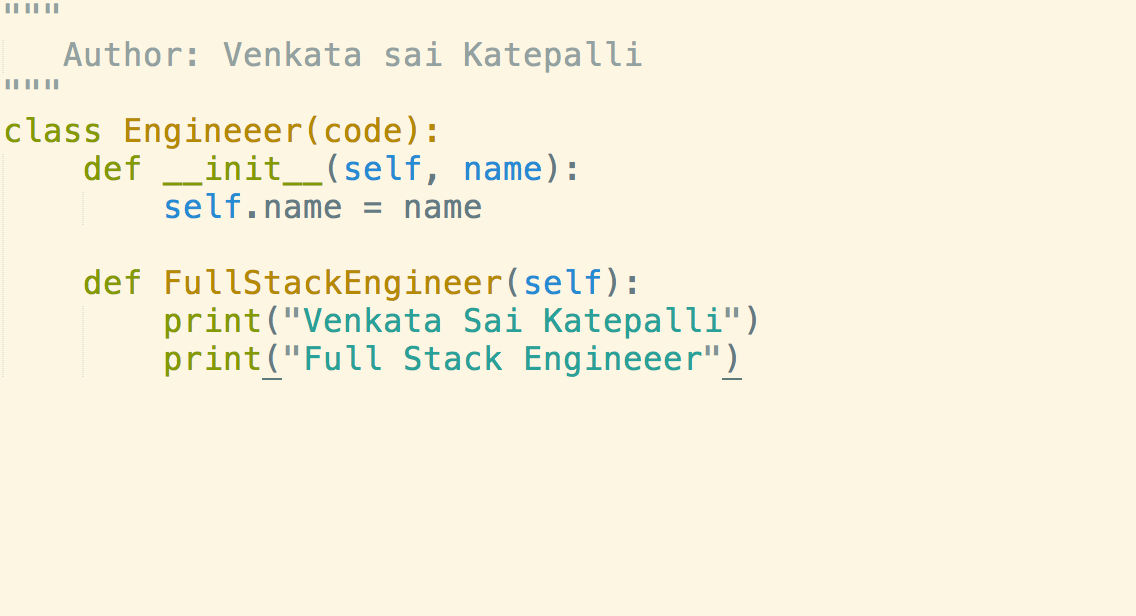 """
   Author: Venkata sai Katepalli
"""
class Engineeer(code):
    def __init__(self, name):
        self.name = name

    def FullStackEngineer(self):
        print("Venkata Sai Katepalli")
        print("Full Stack Engineeer")